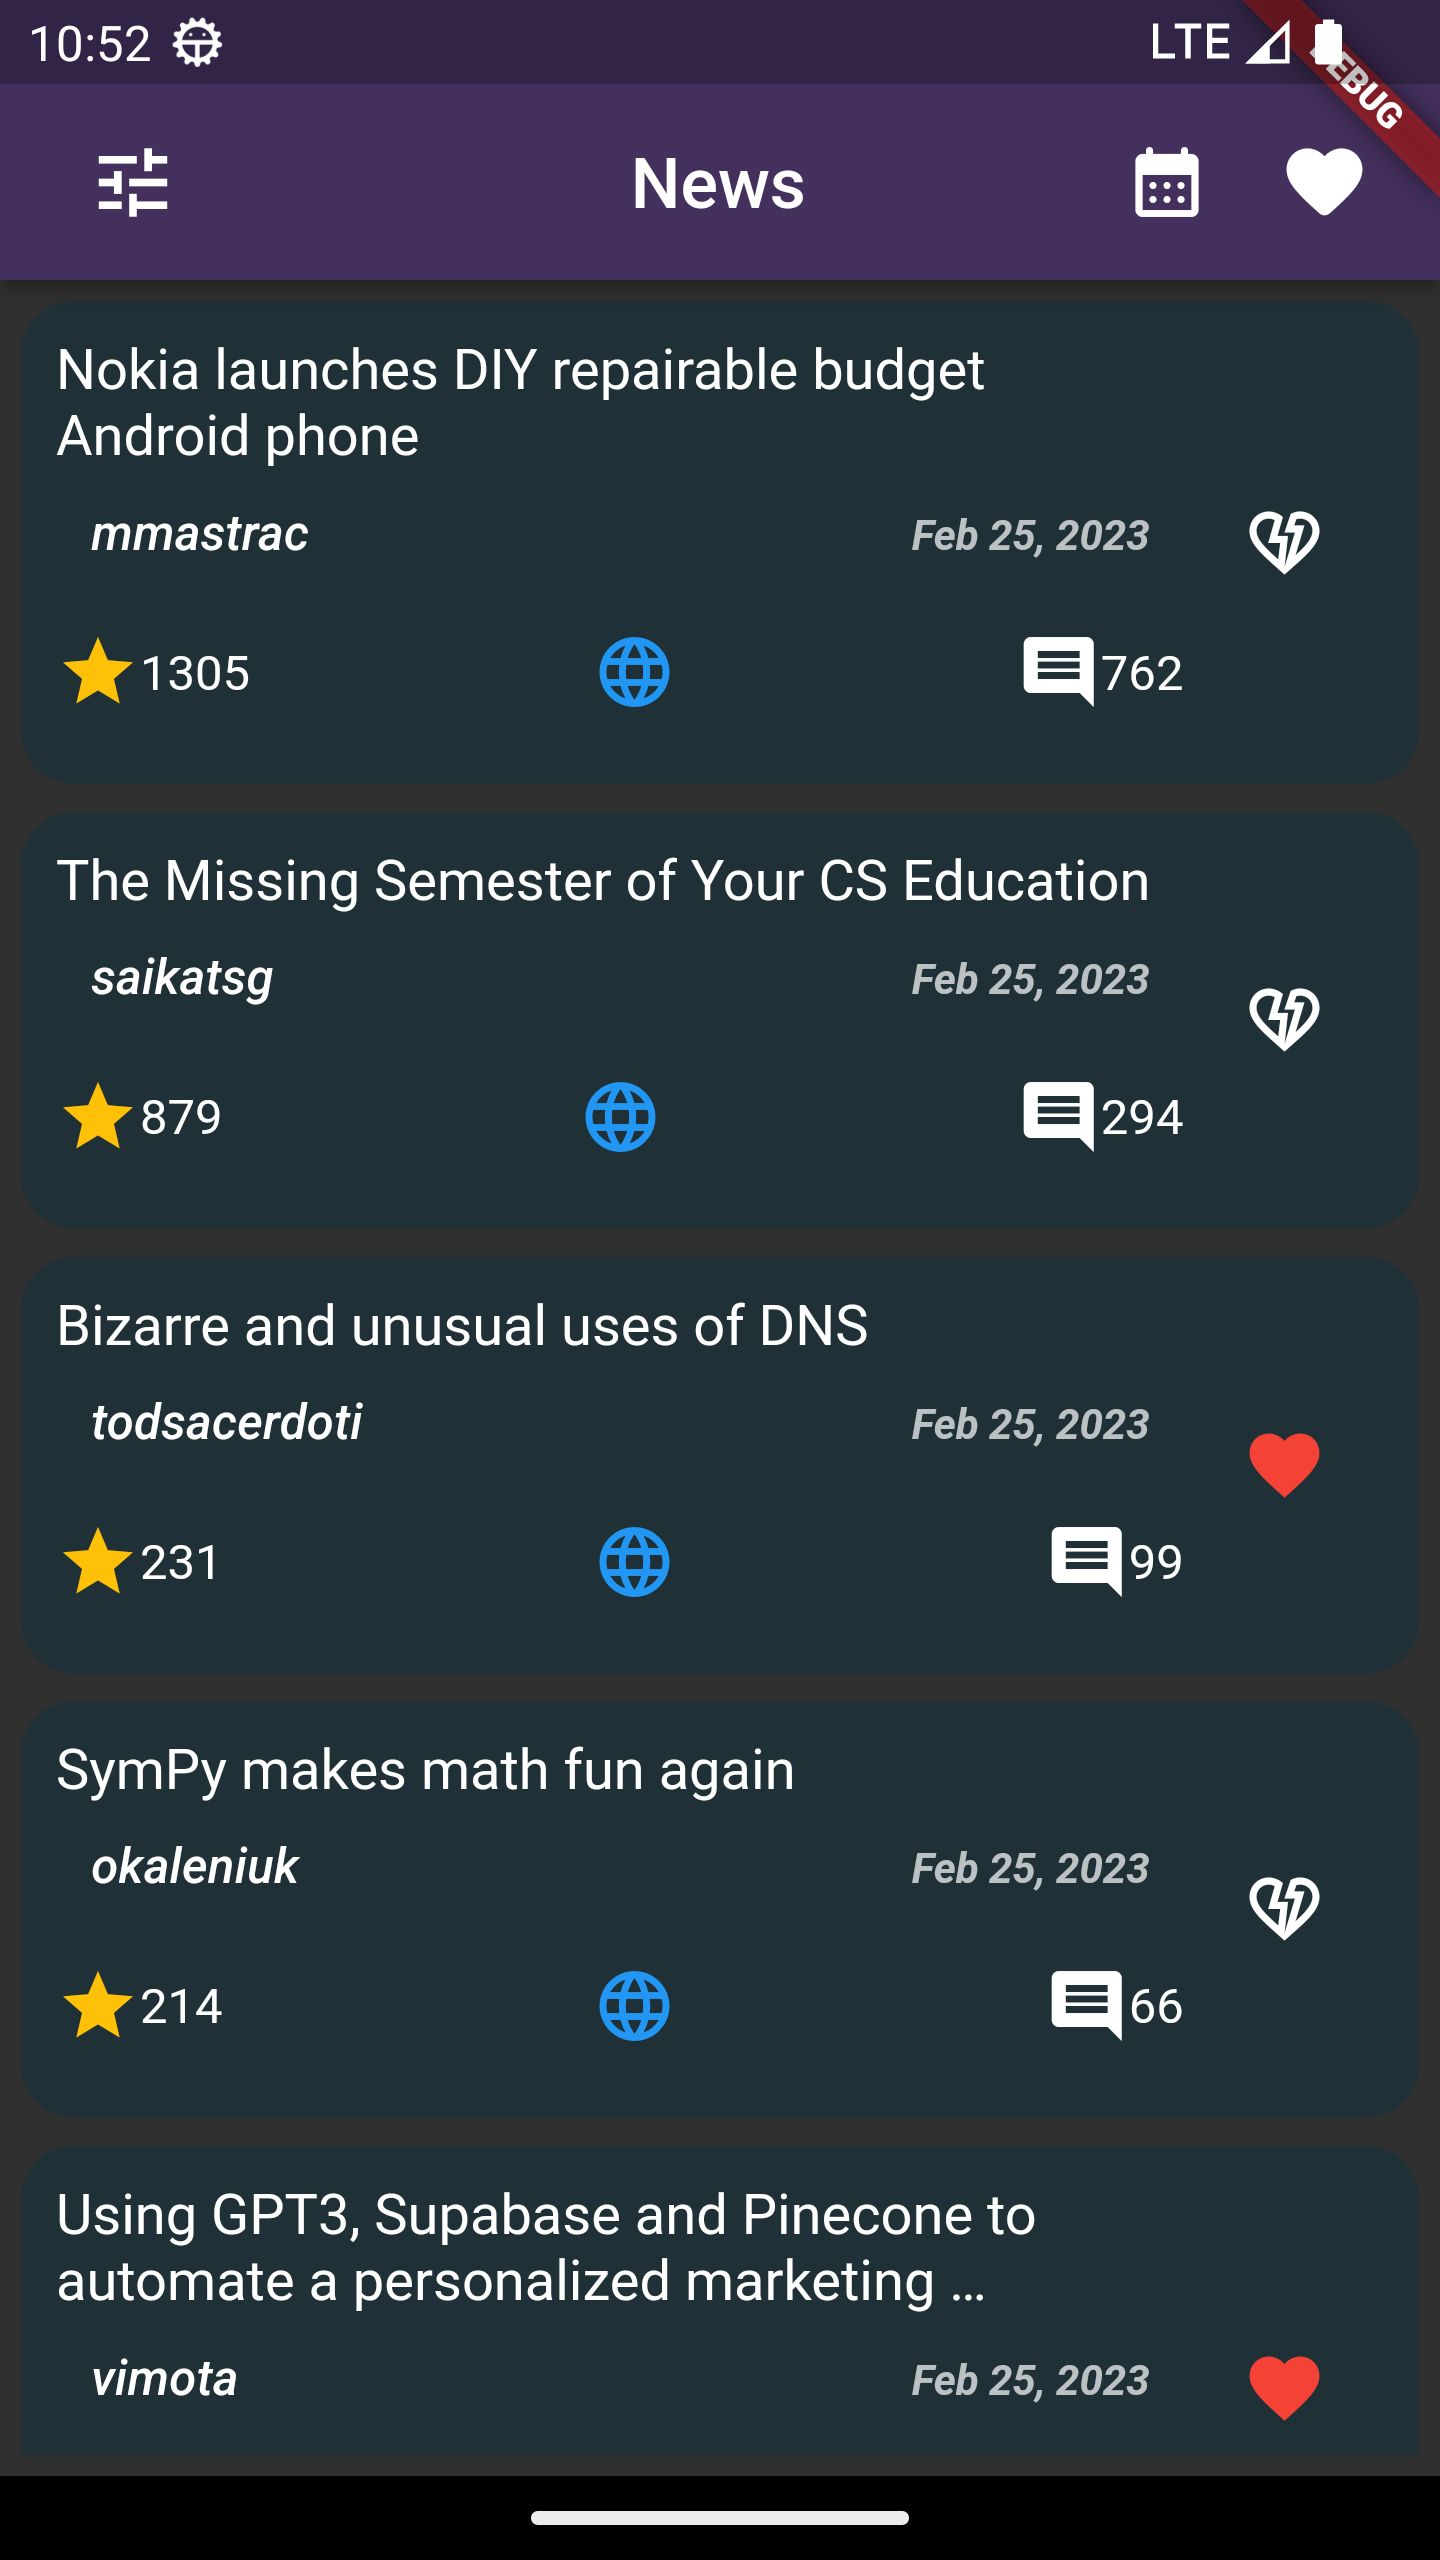 10:52
LTE
DEBUG
News
Nokia launches DIY repairable budget
Android phone
mmastrac
Feb 25, 2023
1305
762
The Missing Semester of Your CS Education
saikatsg
Feb 25, 2023
879
294
Bizarre and unusual uses of DNS
todsacerdoti
Feb 25, 2023
231
99
SymPy makes math fun again
okaleniuk
Feb 25, 2023
214
66
Using GPT3, Supabase and Pinecone to
automate a personalized marketing ...
vimota
Feb 25, 2023